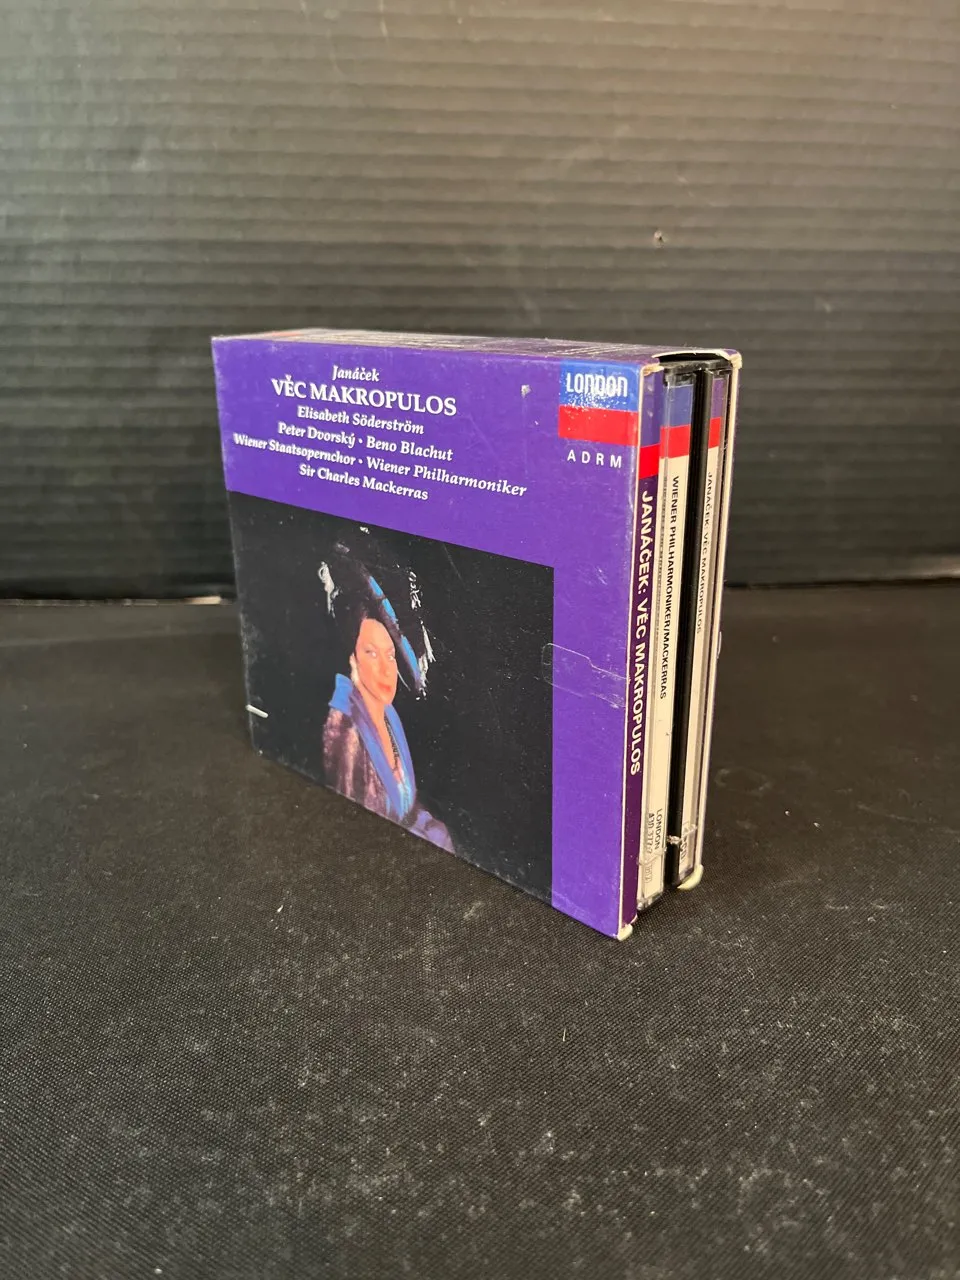 Janáček
VĚC MAKROPULOS
Elisabeth Söderström
Peter Dvorský · Beno Blachut
Wiener Staatsopernchor · Wiener Philharmoniker
Sir Charles Mackerras
LONDON
ADRM
JANÁČEK: VĚC MAKROPULOS
WIENER PHILHARMONIKER/MACKERRAS
LONDON
JANÁČEK: VĚC MAKROPULOS